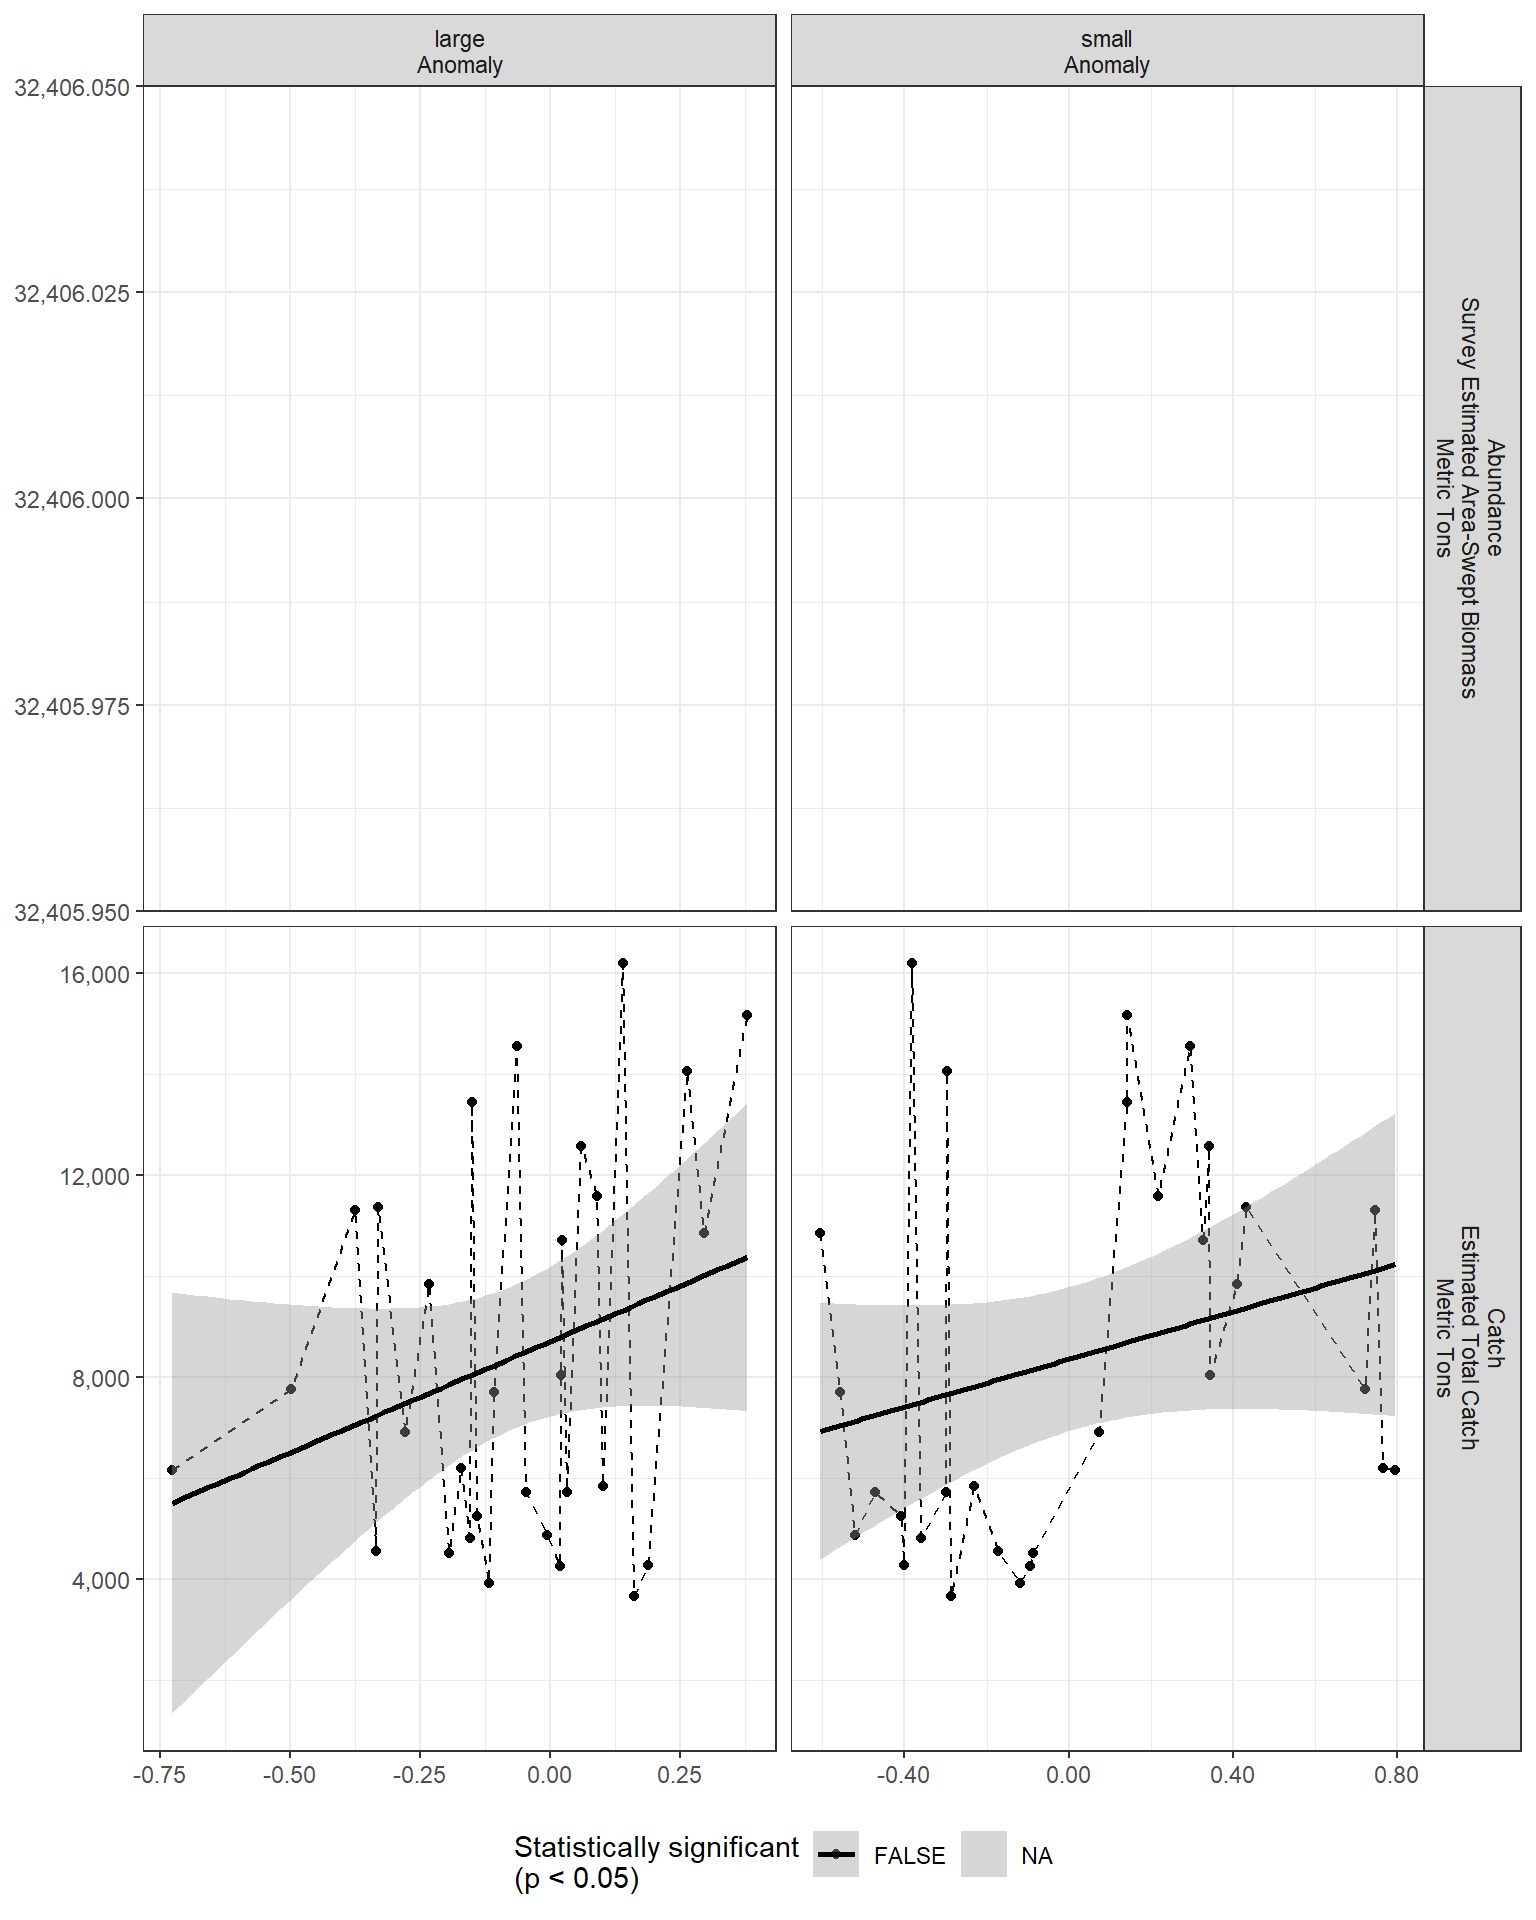 large
Anomaly
small
Anomaly
32,406.050
32,406.025
32,406.000
32,405.975
32,405.950
Abundance
Survey Estimated Area-Swept Biomass
Metric Tons
16,000
12,000
8,000
4,000
Catch
Estimated Total Catch
Metric Tons
-0.75
-0.50
-0.25
0.00
0.25
-0.40
0.00
0.40
0.80
Statistically significant
(p < 0.05)
FALSE
NA